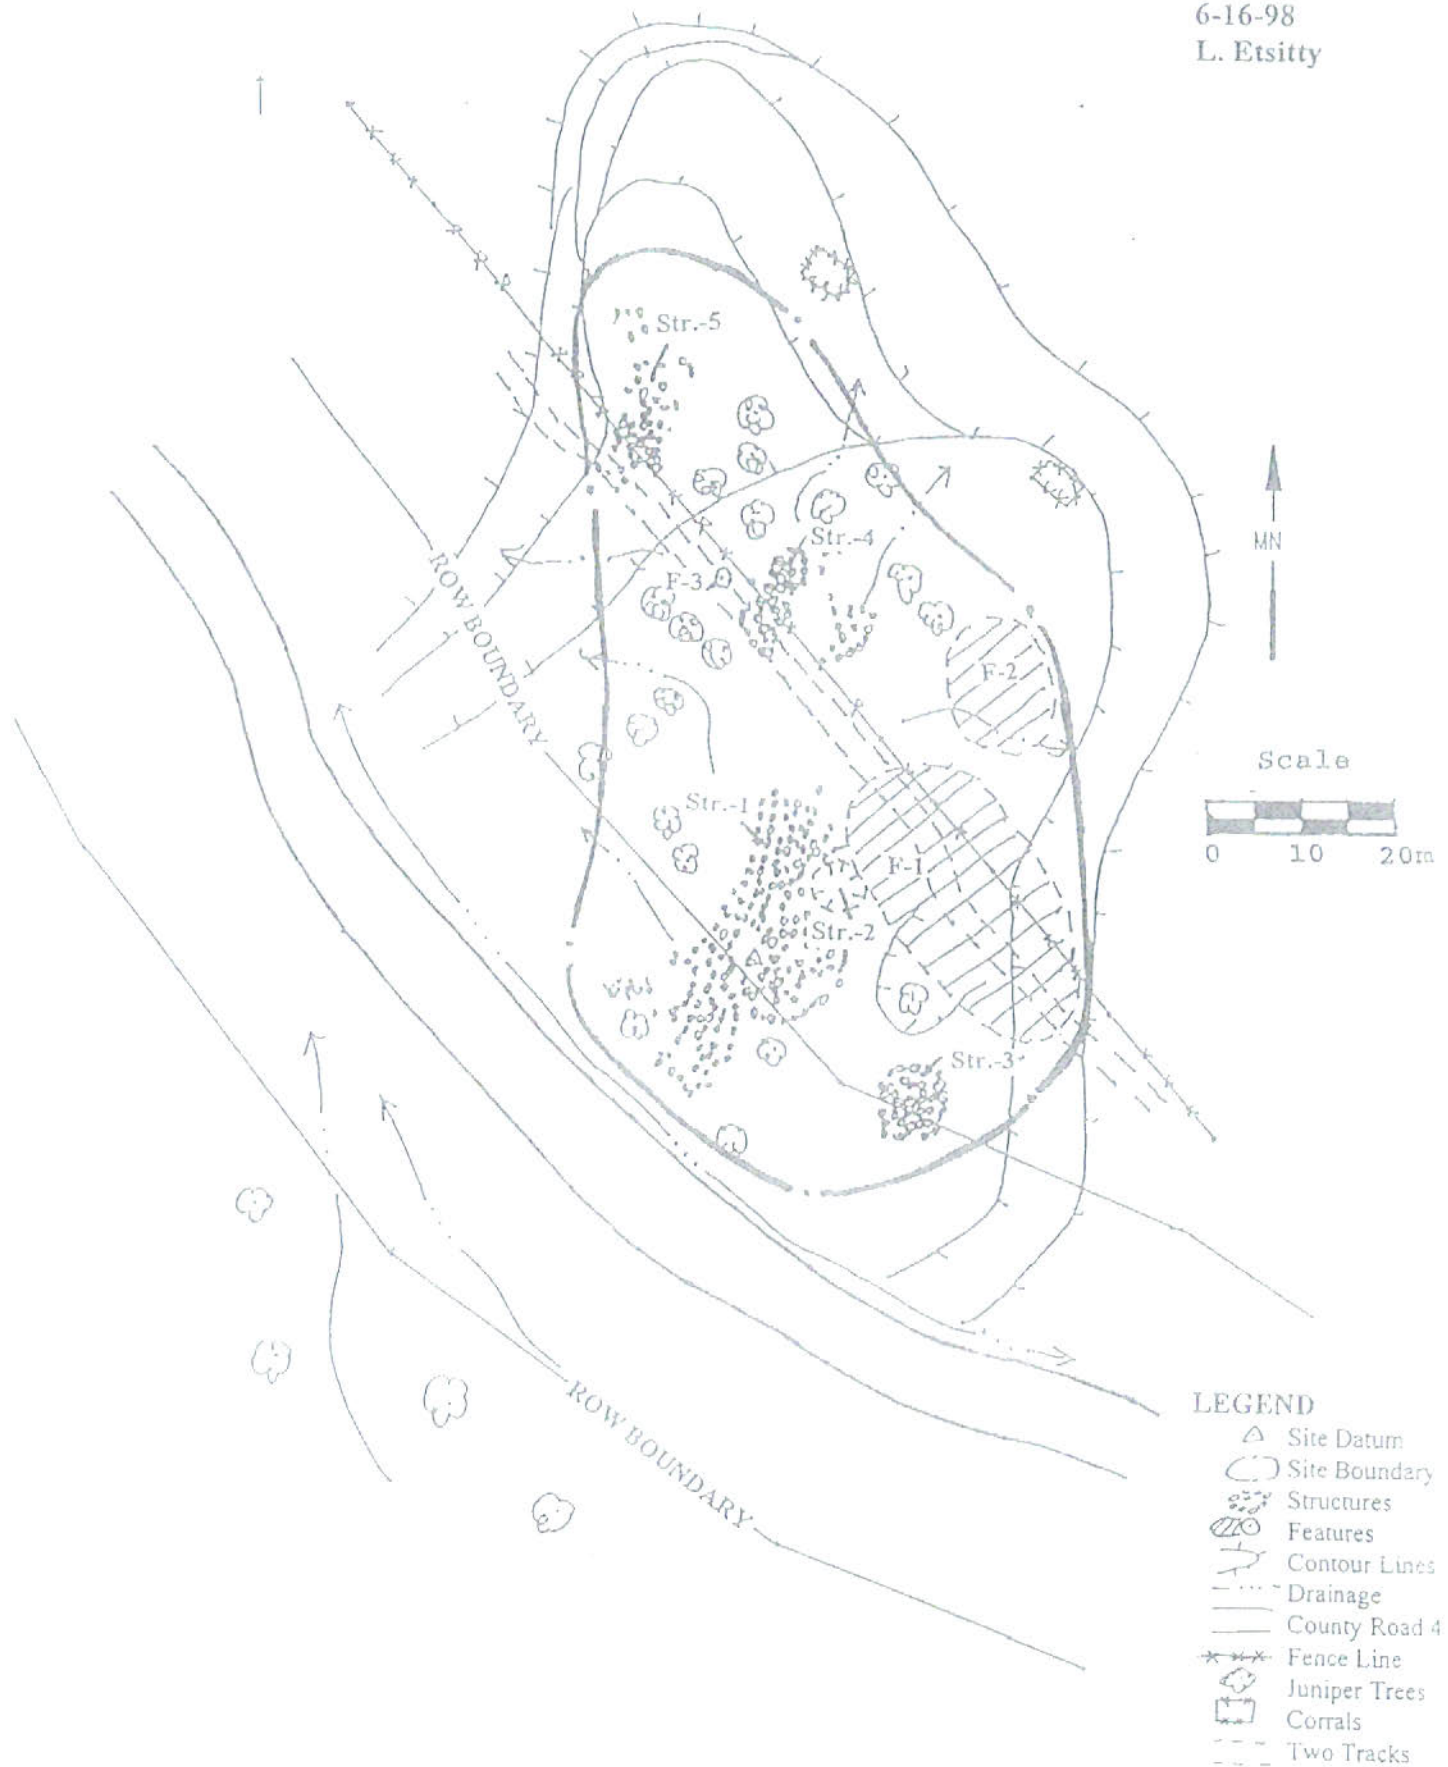 6-16-98
L. Etsitty
Str.-5
Str.-4
MN
F-3
ROW BOUNDARY
F-2
Scale
0 10 20m
Str.-1
F-1
Str.-2
Str.-3
ROW BOUNDARY
LEGEND
Site Datum
Site Boundary
Structures
Features
Contour Lines
Drainage
County Road 4
Fence Line
Juniper Trees
Corrals
Two Tracks